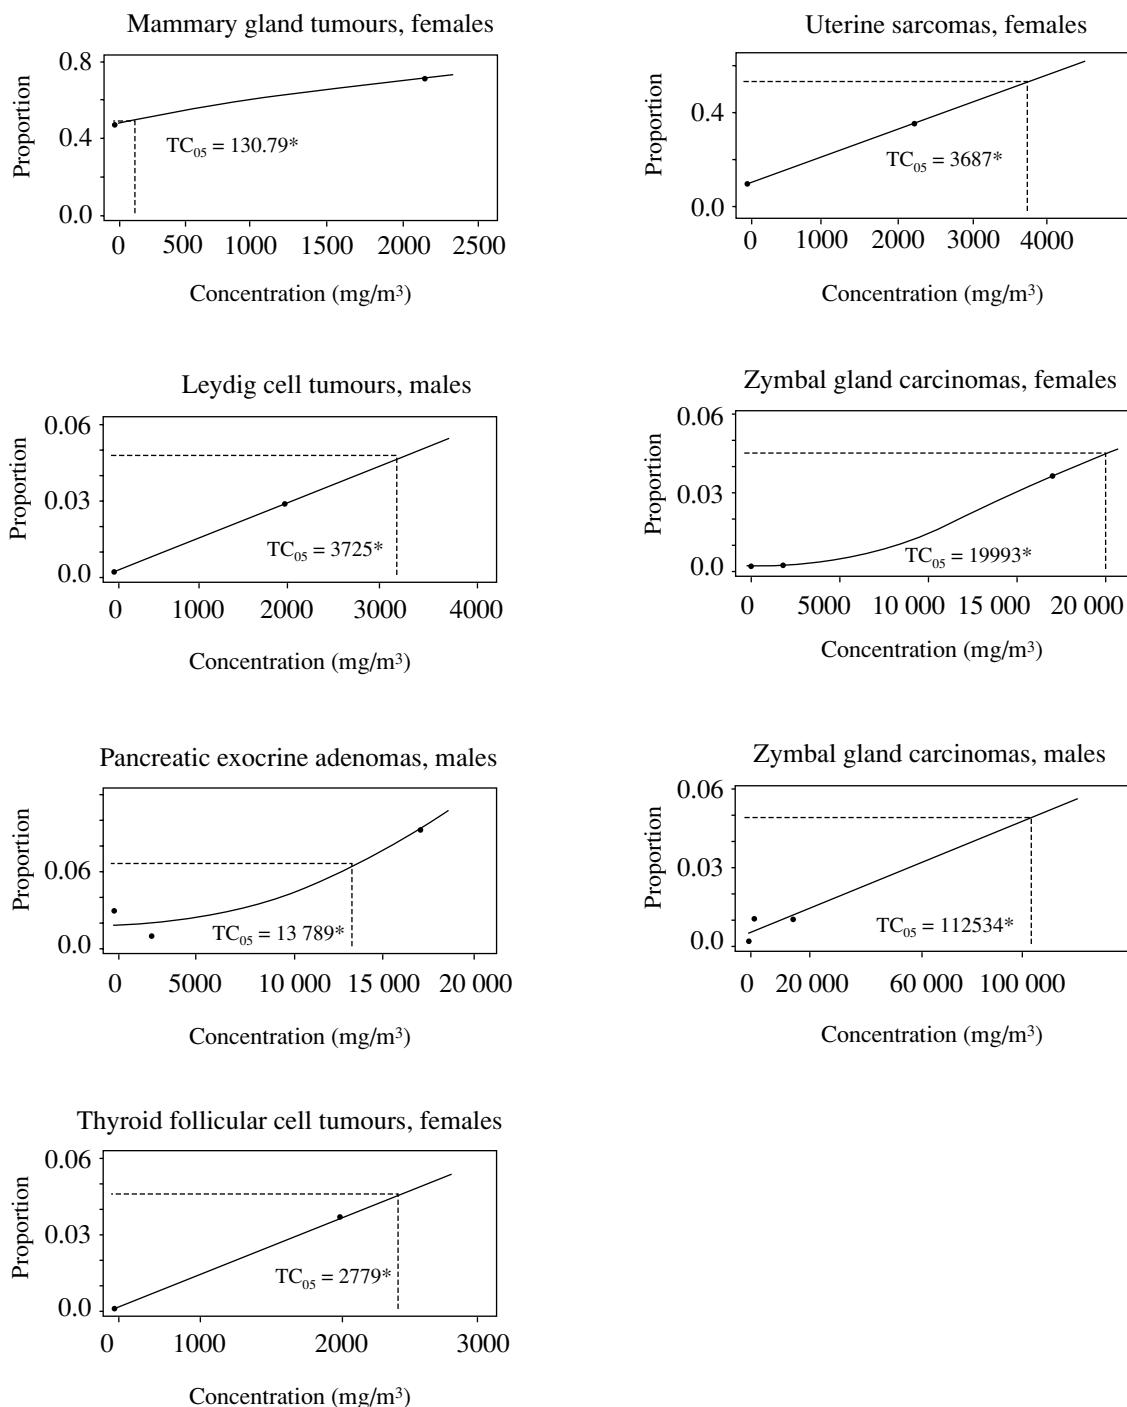 Mammary gland tumours, females
Proportion
0.8
0.4
0.0
TC₀₅ = 130.79*
0 500 1000 1500 2000 2500
Concentration (mg/m³)
Uterine sarcomas, females
Proportion
0.4
0.0
TC₀₅ = 3687*
0 1000 2000 3000 4000
Concentration (mg/m³)
Leydig cell tumours, males
Proportion
0.06
0.03
0.0
TC₀₅ = 3725*
0 1000 2000 3000 4000
Concentration (mg/m³)
Zymbal gland carcinomas, females
Proportion
0.06
0.03
0.0
TC₀₅ = 19993*
0 5000 10 000 15 000 20 000
Concentration (mg/m³)
Pancreatic exocrine adenomas, males
Proportion
0.06
0.0
TC₀₅ = 13 789*
0 5000 10 000 15 000 20 000
Concentration (mg/m³)
Zymbal gland carcinomas, males
Proportion
0.06
0.03
0.0
TC₀₅ = 112534*
0 20 000 60 000 100 000
Concentration (mg/m³)
Thyroid follicular cell tumours, females
Proportion
0.06
0.03
0.0
TC₀₅ = 2779*
0 1000 2000 3000
Concentration (mg/m³)